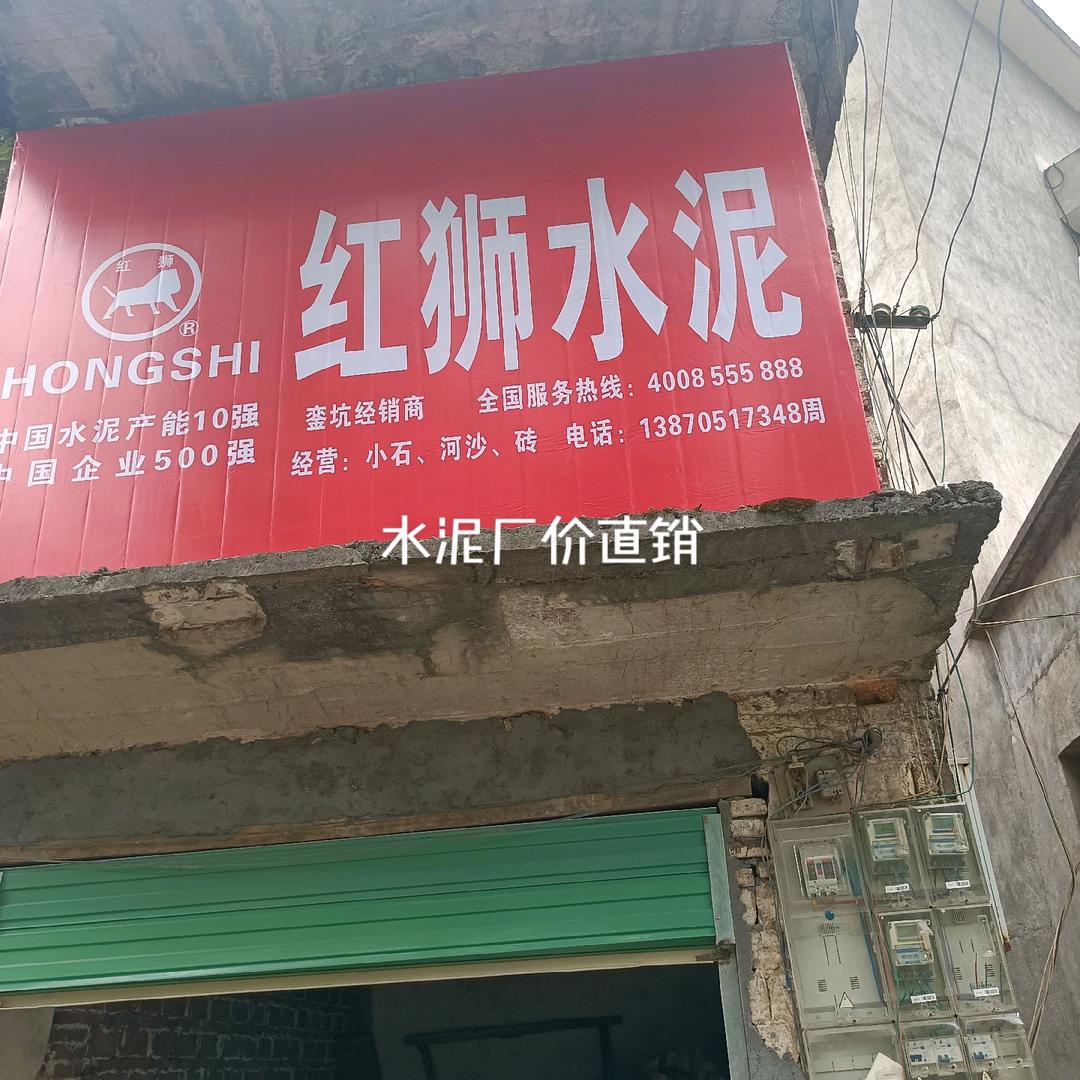 红狮水泥
红 狮
®
HONGSHI
中国水泥产能10强
中国企业500强
銮坑经销商 全国服务热线：4008 555 888
经营：小石、河沙、砖 电话：13870517348周
水泥厂价直销